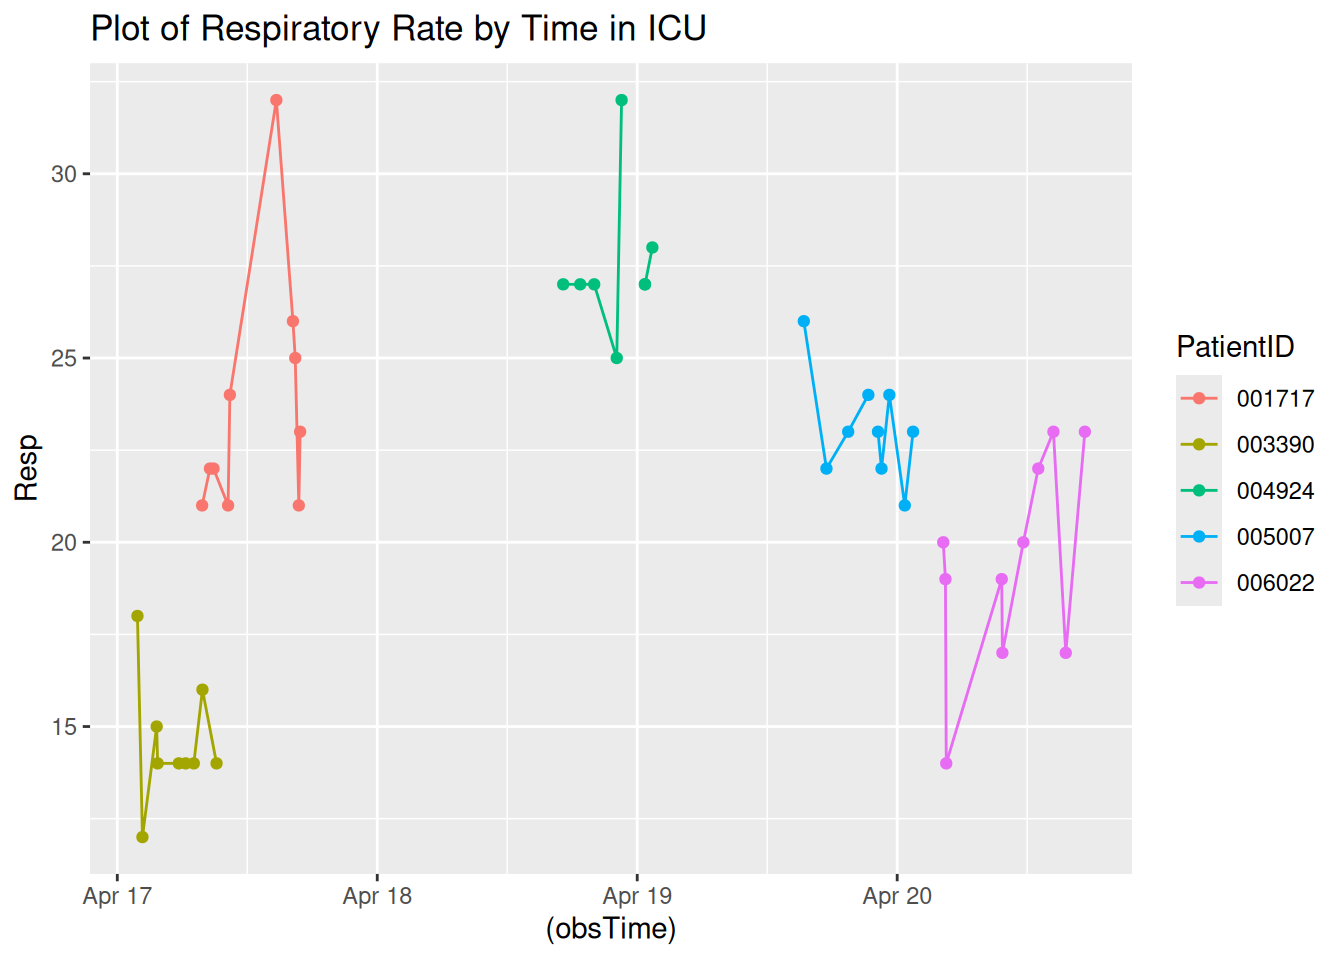 Plot of Respiratory Rate by Time in ICU
Resp
30
25
20
15
Apr 17
Apr 18
Apr 19
Apr 20
(obsTime)
PatientID
001717
003390
004924
005007
006022